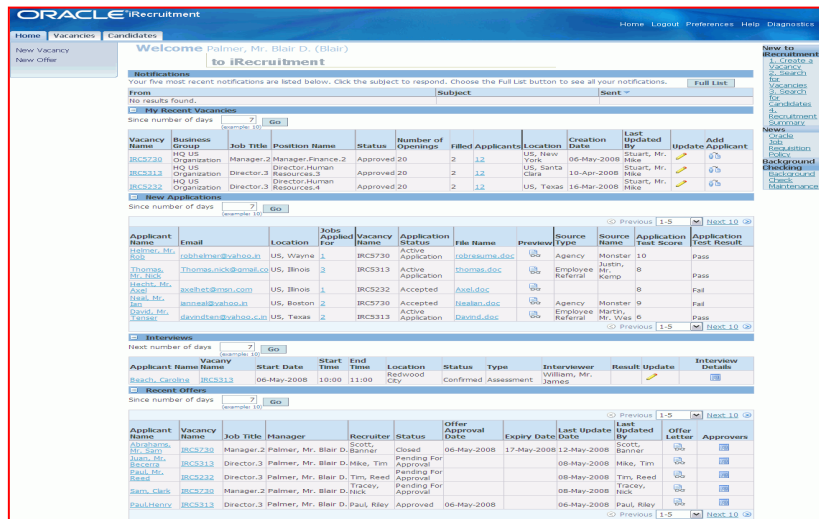 ORACLE iRecruitment
Home Logout Preferences Help Diagnostics
Home Vacancies Candidates
New Vacancy
New Offer
Welcome Palmer, Mr. Blair D. (Blair)
to iRecruitment
Notifications
Your five most recent notifications are listed below. Click the subject to respond. Choose the Full List button to see all your notifications. Full List
From Subject Sent
No results found.
My Recent Vacancies
Since number of days 7 Go
(example: 10)
Vacancy Name Business Group Job Title Position Name Status Number of Openings Filled Applicants Location Creation Date Last Updated By Update Add Applicant
IRC5730 HQ US Organization Manager.2 Manager.Finance.2 Approved 20 2 12 US, New York 06-May-2008 Stuart, Mr. Mike
IRC5313 HQ US Organization Director.3 Director.Human Resources.3 Approved 20 2 12 US, Santa Clara 10-Apr-2008 Stuart, Mr. Mike
IRC5232 HQ US Organization Director.3 Director.Human Resources.4 Approved 20 2 12 US, Texas 16-Mar-2008 Stuart, Mr. Mike
New Applications
Since number of days 7 Go
(example: 10)
Previous 1-5 Next 10
Applicant Name Email Location Jobs Applied For Vacancy Name Application Status File Name Preview Source Type Source Name Application Test Score Application Test Result
Helmer, Mr. Rob robhelmer@vahoo.in US, Wayne 1 IRC5730 Active Application robresume.doc Agency Monster 10 Pass
Thomas, Mr. Nick Thomas.nick@qmail.co US, Illinois 3 IRC5313 Active Application thomas.doc Employee Referral Justin, Mr. Kemp 8 Pass
Hecht, Mr. Axel axelhet@msn.com US, Illinois 1 IRC5232 Accepted Axel.doc 8 Fail
Neal, Mr. Ian ianneal@vahoo.in US, Boston 2 IRC5730 Accepted Nealian.doc Agency Monster 9 Fail
David, Mr. Tenser davindten@vahoo.c.in US, Texas 2 IRC5313 Active Application Davind.doc Employee Referral Martin, Mr. Wes 6 Pass
Previous 1-5 Next 10
Interviews
Next number of days 7 Go
(example: 10)
Applicant Name Vacany Name Start Date Start Time End Time Location Status Type Interviewer Result Update Interview Details
Beach, Caroline IRC5313 06-May-2008 10:00 11:00 Redwood City Confirmed Assessment William, Mr. James
Recent Offers
Since number of days 7 Go
(example: 10)
Previous 1-5 Next 10
Applicant Name Vacancy Name Job Title Manager Recruiter Status Offer Approval Date Expiry Date Last Update Date Last Updated By Offer Letter Approvers
Abrahams, Mr. Sam IRC5730 Manager.2 Palmer, Mr. Blair D. Scott, Banner Closed 06-May-2008 17-May-2008 12-May-2008 Scott, Banner
Juan, Mr. Becerra IRC5313 Director.3 Palmer, Mr. Blair D. Mike, Tim Pending For Approval 08-May-2008 Mike, Tim
Paul, Mr. Reed IRC5232 Director.3 Palmer, Mr. Blair D. Tim, Reed Pending For Approval 08-May-2008 Tim, Reed
Sam, Clark IRC5730 Manager.2 Palmer, Mr. Blair D. Tracey, Nick Pending For Approval 08-May-2008 Tracey, Nick
Paul,Henry IRC5313 Director.3 Palmer, Mr. Blair D. Paul, Riley Approved 06-May-2008 08-May-2008 Paul, Riley
Previous 1-5 Next 10
New to iRecruitment
1. Create a Vacancy
2. Search for Vacancies
3. Search for Candidates
4. Recruitment Summary
News
Oracle Job Requisition Policy
Background Checking
Background Check Maintenance